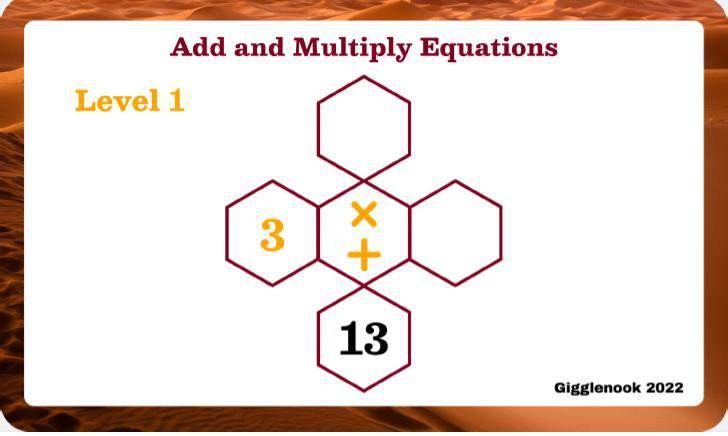 Add and Multiply Equations
Level 1
×
3
+
13
Gigglenook 2022